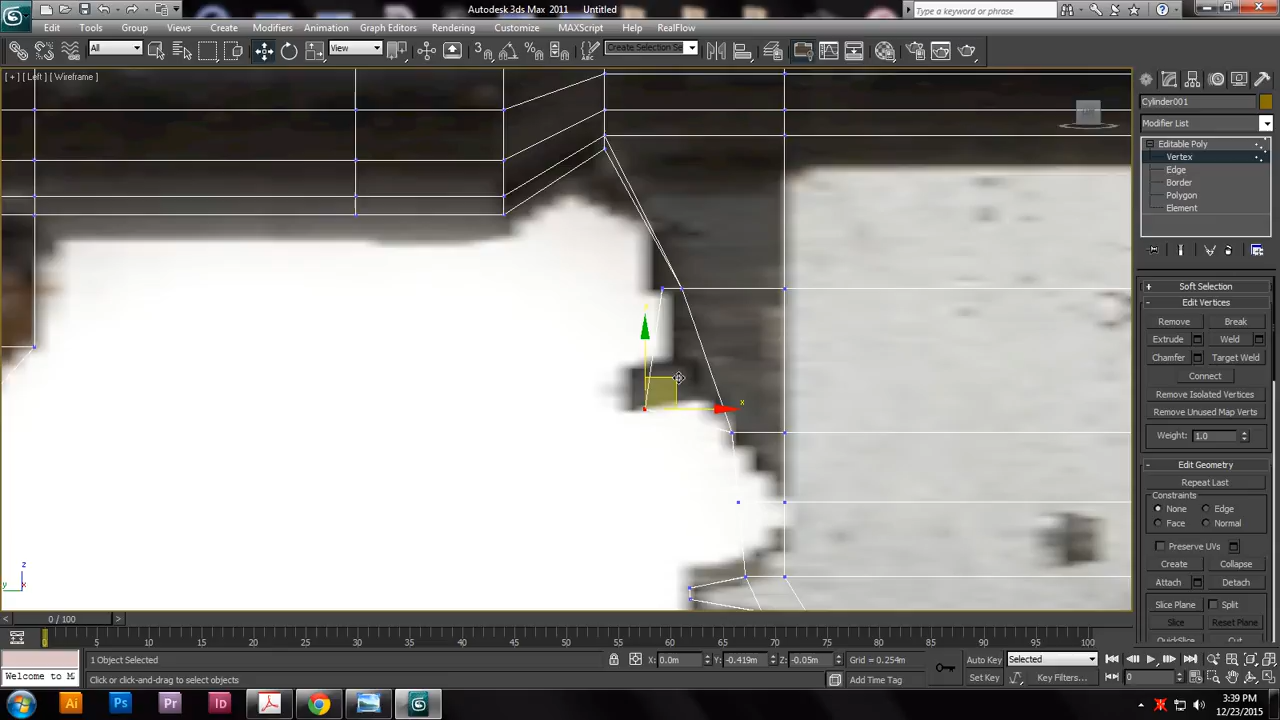 Autodesk 3ds Max 2011 Untitled
Type a keyword or phrase
Edit Tools Group Views Create Modifiers Animation Graph Editors Rendering Customize MAXScript Help RealFlow
All View Create Selection Se
[ + ] [ Left ] [ Wireframe ]
Cylinder001
Modifier List
Editable Poly
Vertex
Edge
Border
Polygon
Element
+ Soft Selection
- Edit Vertices
Remove Break
Extrude Weld
Chamfer Target Weld
Connect
Remove Isolated Vertices
Remove Unused Map Verts
Weight: 1.0
- Edit Geometry
Repeat Last
Constraints
None Edge
Face Normal
Preserve UVs
Create Collapse
Attach Detach
Slice Plane Split
Slice Reset Plane
QuickSlice Cut
x
z
y x
< 0 / 100 >
0 5 10 15 20 25 30 35 40 45 50 55 60 65 70 75 80 85 90 95 100
1 Object Selected X: 0.0m Y: -0.419m Z: -0.05m Grid = 0.254m Auto Key Selected
Welcome to M Click or click-and-drag to select objects Add Time Tag Set Key Key Filters... 0
Ai Ps Pr Id
3:39 PM
12/23/2015